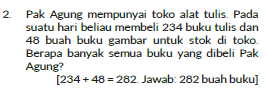 2. Pak Agung mempunyai toko alat tulis. Pada
suatu hari beliau membeli 234 buku tulis dan
48 buah buku gambar untuk stok di toko.
Berapa banyak semua buku yang dibeli Pak
Agung?
[234 + 48 = 282. Jawab: 282 buah buku]